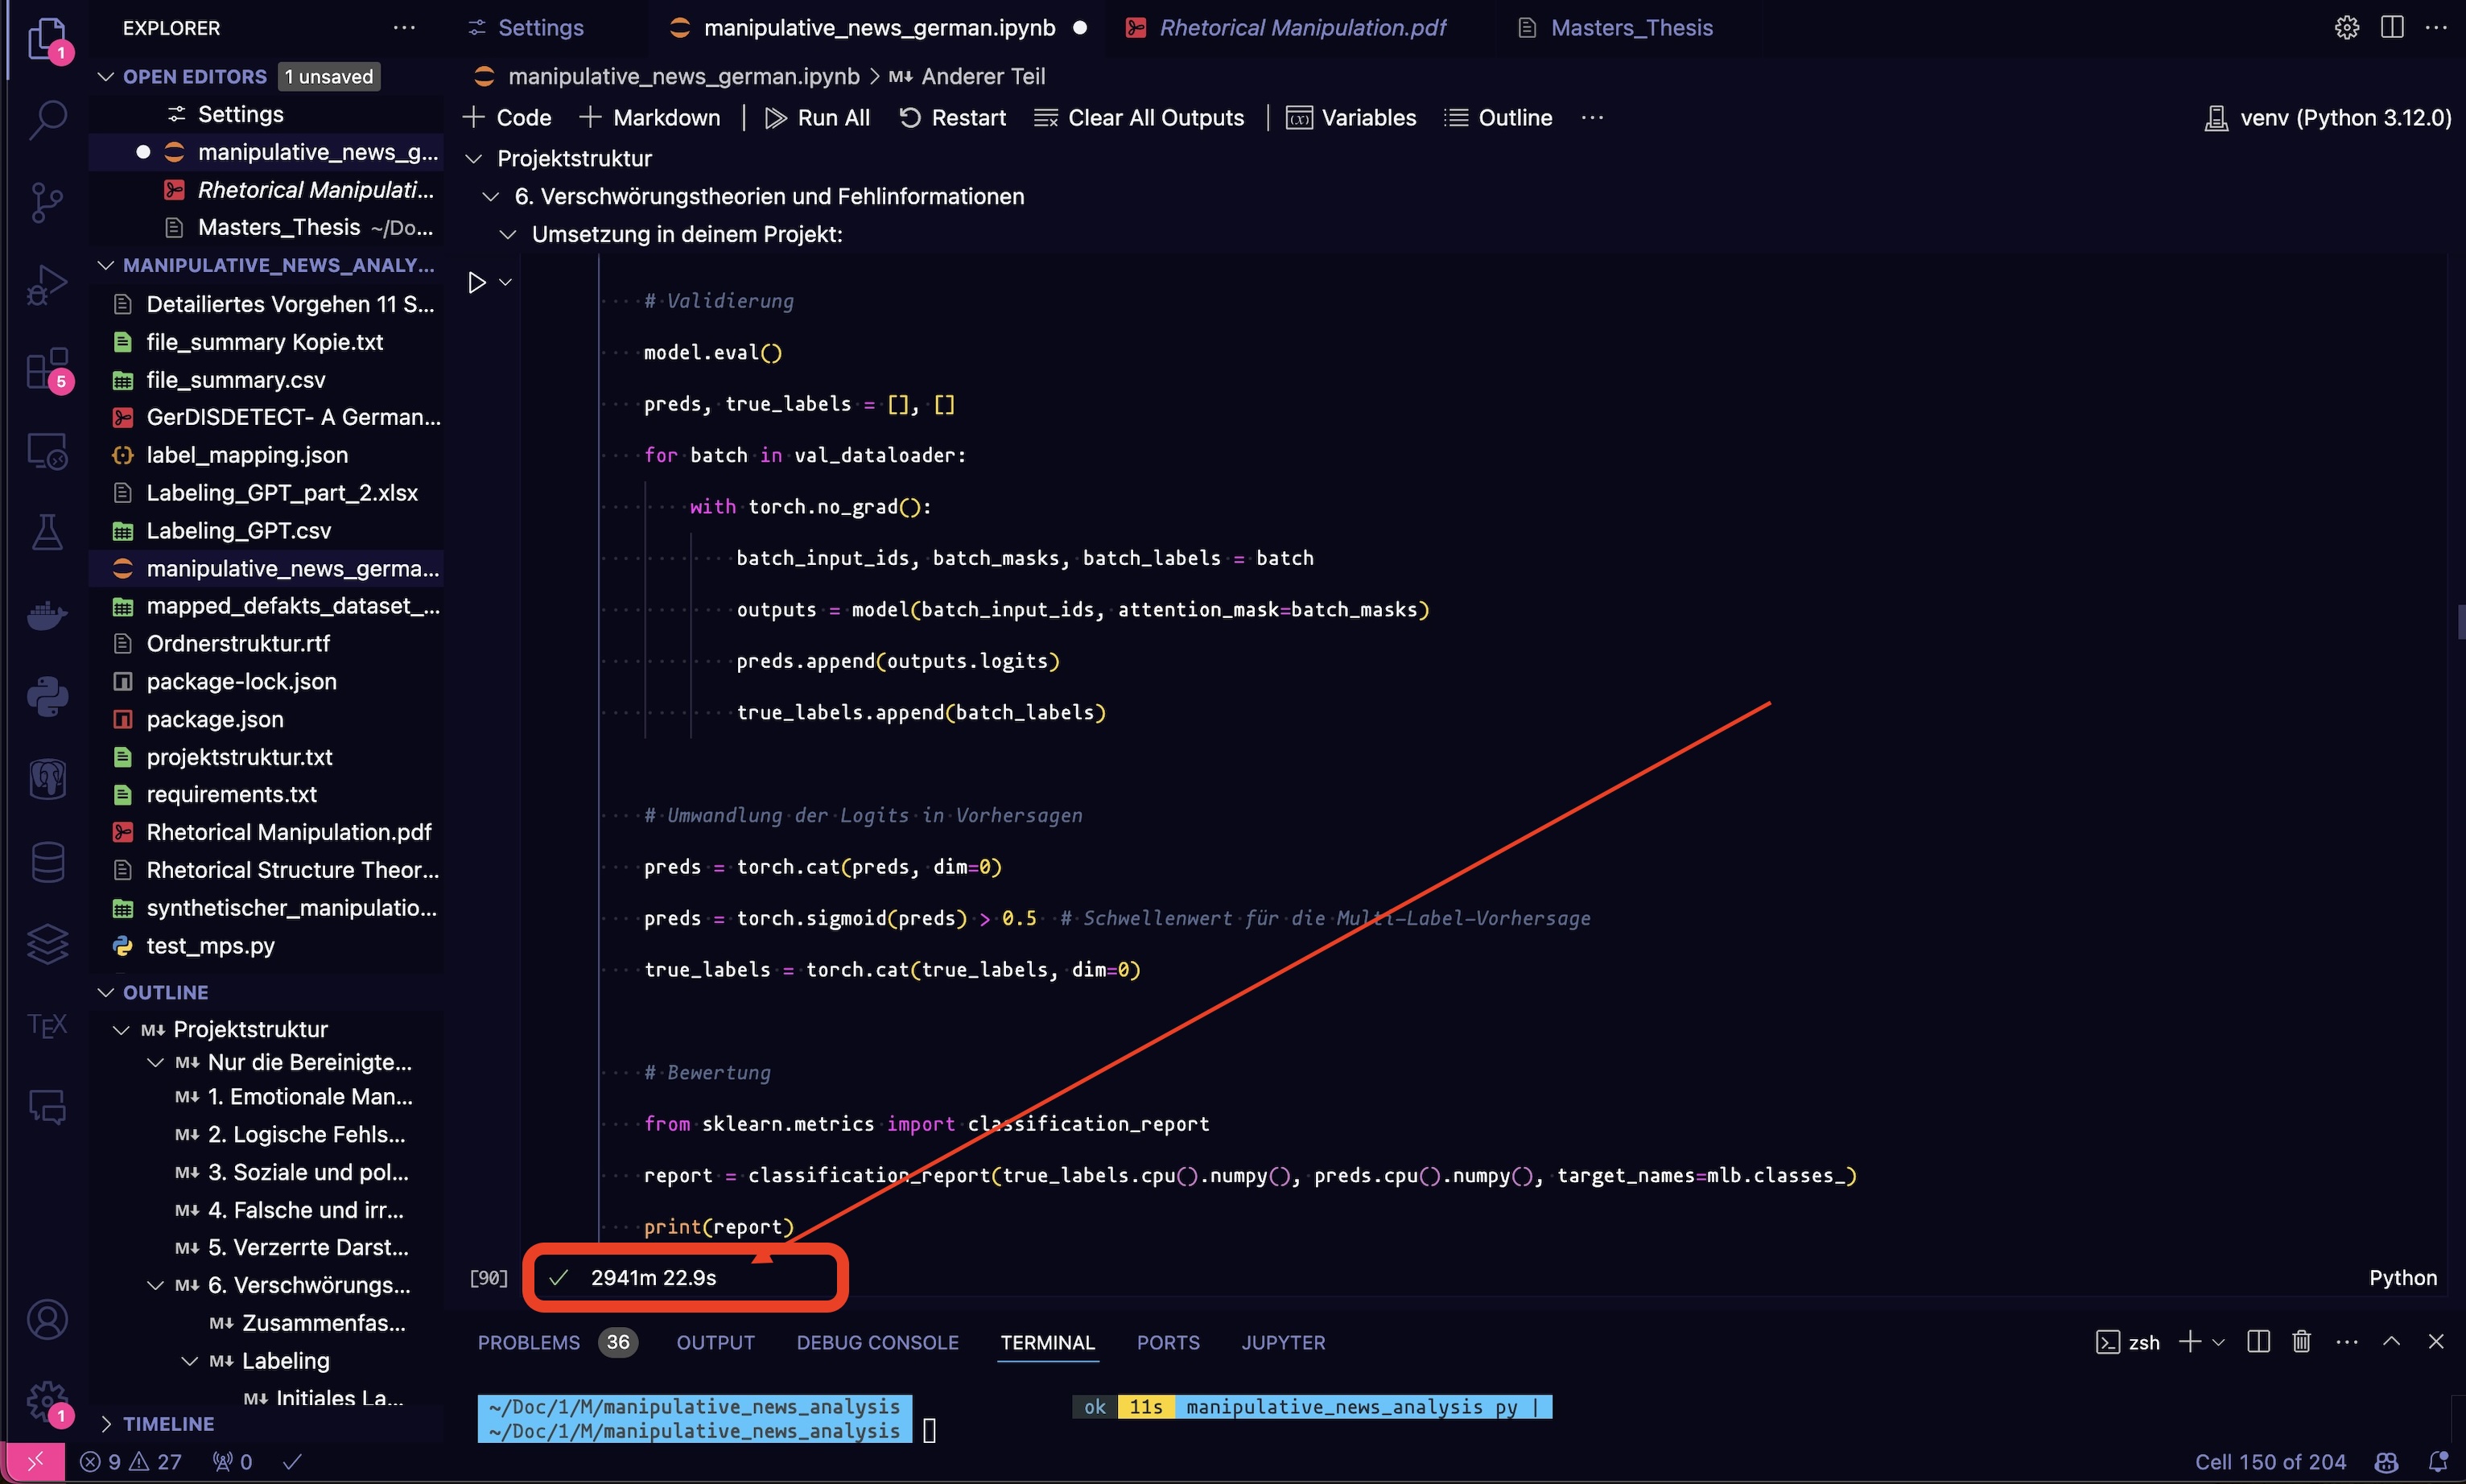 EXPLORER
Settings
manipulative_news_german.ipynb
Rhetorical Manipulation.pdf
Masters_Thesis
OPEN EDITORS 1 unsaved
Settings
manipulative_news_g...
Rhetorical Manipulati...
Masters_Thesis ~/Do...
MANIPULATIVE_NEWS_ANALY...
Detailiertes Vorgehen 11 S...
file_summary Kopie.txt
file_summary.csv
GerDISDETECT- A German...
label_mapping.json
Labeling_GPT_part_2.xlsx
Labeling_GPT.csv
manipulative_news_germa...
mapped_defakts_dataset_...
Ordnerstruktur.rtf
package-lock.json
package.json
projektstruktur.txt
requirements.txt
Rhetorical Manipulation.pdf
Rhetorical Structure Theor...
synthetischer_manipulatio...
test_mps.py
OUTLINE
Projektstruktur
Nur die Bereinigte...
1. Emotionale Man...
2. Logische Fehls...
3. Soziale und pol...
4. Falsche und irr...
5. Verzerrte Darst...
6. Verschwörungs...
Zusammenfas...
Labeling
Initiales La...
TIMELINE
1
5
TEX
1
manipulative_news_german.ipynb > M↓ Anderer Teil
+ Code + Markdown | Run All Restart Clear All Outputs | Variables Outline ...
venv (Python 3.12.0)
Projektstruktur
6. Verschwörungstheorien und Fehlinformationen
Umsetzung in deinem Projekt:
# Validierung
model.eval()
preds, true_labels = [], []
for batch in val_dataloader:
with torch.no_grad():
batch_input_ids, batch_masks, batch_labels = batch
outputs = model(batch_input_ids, attention_mask=batch_masks)
preds.append(outputs.logits)
true_labels.append(batch_labels)
# Umwandlung der Logits in Vorhersagen
preds = torch.cat(preds, dim=0)
preds = torch.sigmoid(preds) > 0.5 # Schwellenwert für die Multi-Label-Vorhersage
true_labels = torch.cat(true_labels, dim=0)
# Bewertung
from sklearn.metrics import classification_report
report = classification_report(true_labels.cpu().numpy(), preds.cpu().numpy(), target_names=mlb.classes_)
print(report)
[90] ✓ 2941m 22.9s
Python
PROBLEMS 36 OUTPUT DEBUG CONSOLE TERMINAL PORTS JUPYTER
zsh
~/Doc/1/M/manipulative_news_analysis
ok 11s manipulative_news_analysis py |
~/Doc/1/M/manipulative_news_analysis
9 27 0
Cell 150 of 204